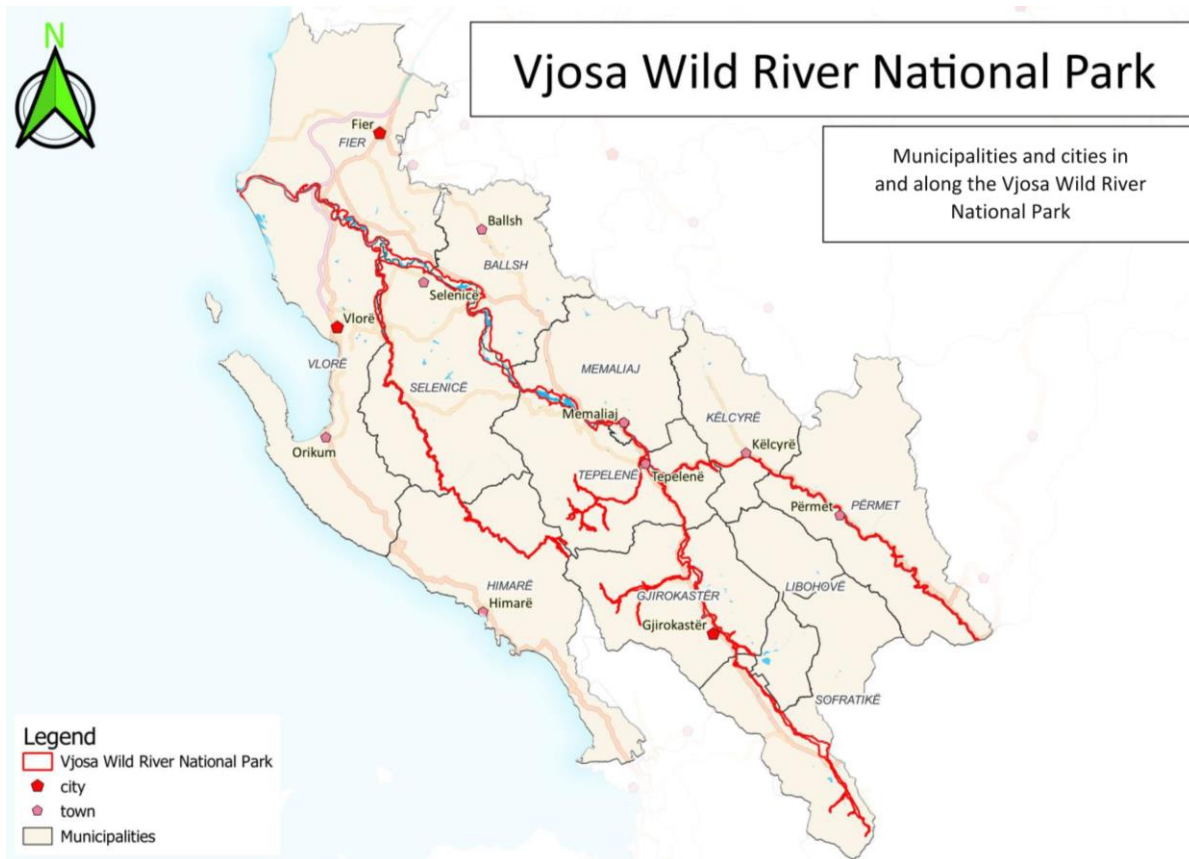 N
Vjosa Wild River National Park
Municipalities and cities in
and along the Vjosa Wild River
National Park
Fier
FIER
Ballsh
BALLSH
Selenicë
Vlorë
VLORË
SELENICË
MEMALIAJ
Memaliaj
KËLCYRË
Këlcyrë
Orikum
TEPELENË
Tepelenë
Përmet
PËRMET
HIMARË
Himarë
GJIROKASTËR
LIBOHOVË
Gjirokastër
SOFRATIKË
Legend
Vjosa Wild River National Park
city
town
Municipalities